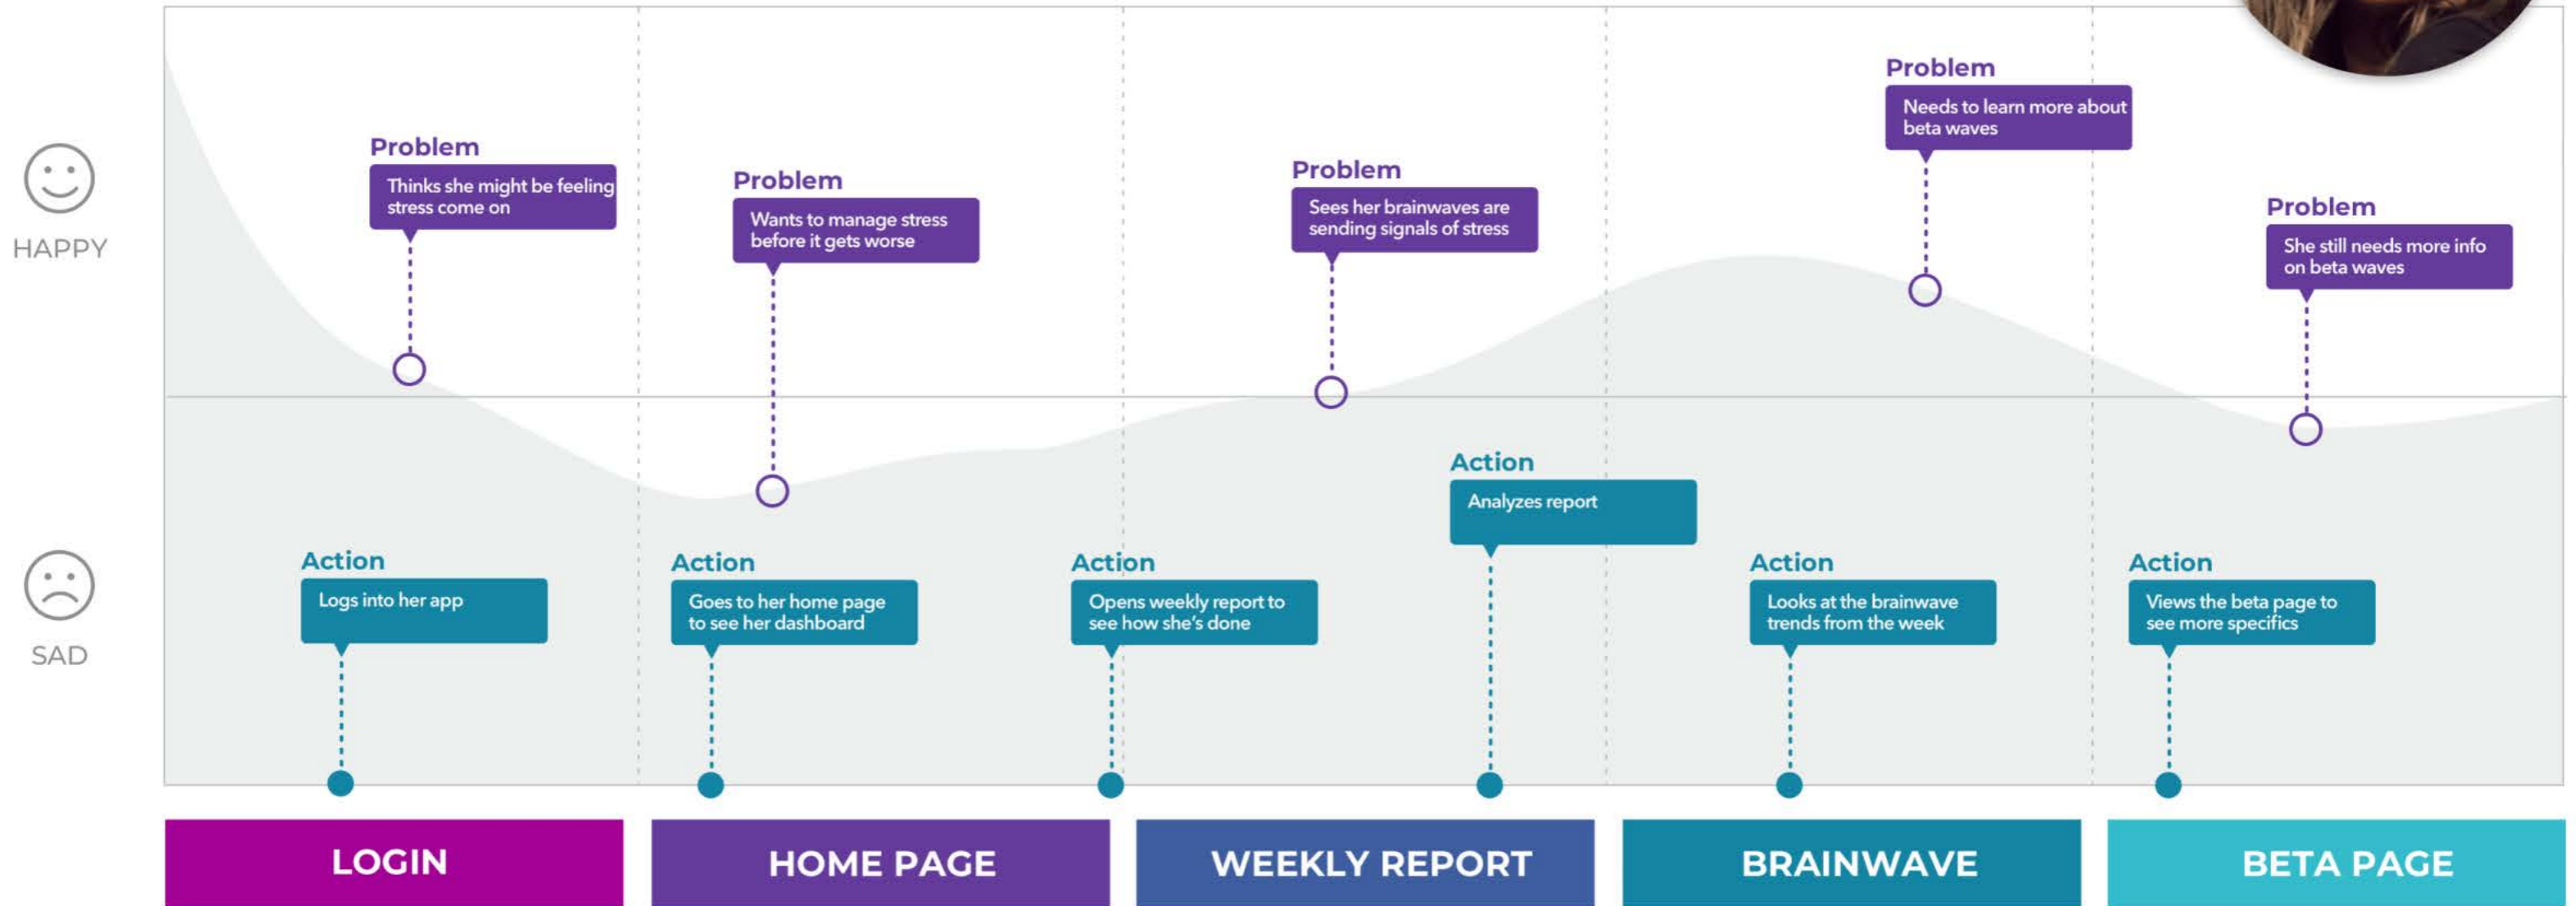 HAPPY
SAD
Problem
Thinks she might be feeling
stress come on
Action
Logs into her app
LOGIN
Problem
Wants to manage stress
before it gets worse
Action
Goes to her home page
to see her dashboard
HOME PAGE
Action
Opens weekly report to
see how she's done
Problem
Sees her brainwaves are
sending signals of stress
Action
Analyzes report
WEEKLY REPORT
Problem
Needs to learn more about
beta waves
Action
Looks at the brainwave
trends from the week
BRAINWAVE
Problem
She still needs more info
on beta waves
Action
Views the beta page to
see more specifics
BETA PAGE